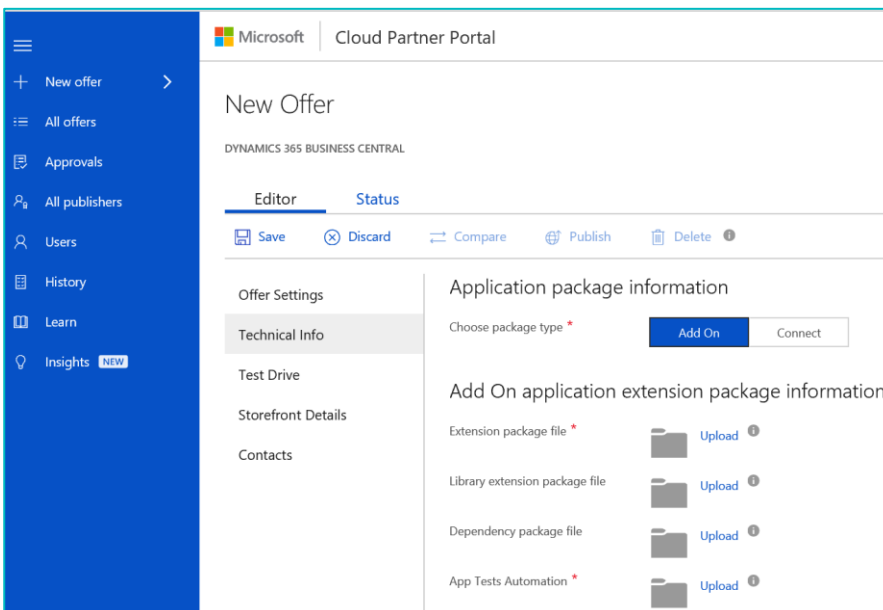 Microsoft Cloud Partner Portal
New offer
All offers
Approvals
All publishers
Users
History
Learn
Insights NEW
New Offer
DYNAMICS 365 BUSINESS CENTRAL
Editor Status
Save Discard Compare Publish Delete
Offer Settings
Technical Info
Test Drive
Storefront Details
Contacts
Application package information
Choose package type * Add On Connect
Add On application extension package information
Extension package file * Upload
Library extension package file Upload
Dependency package file Upload
App Tests Automation * Upload